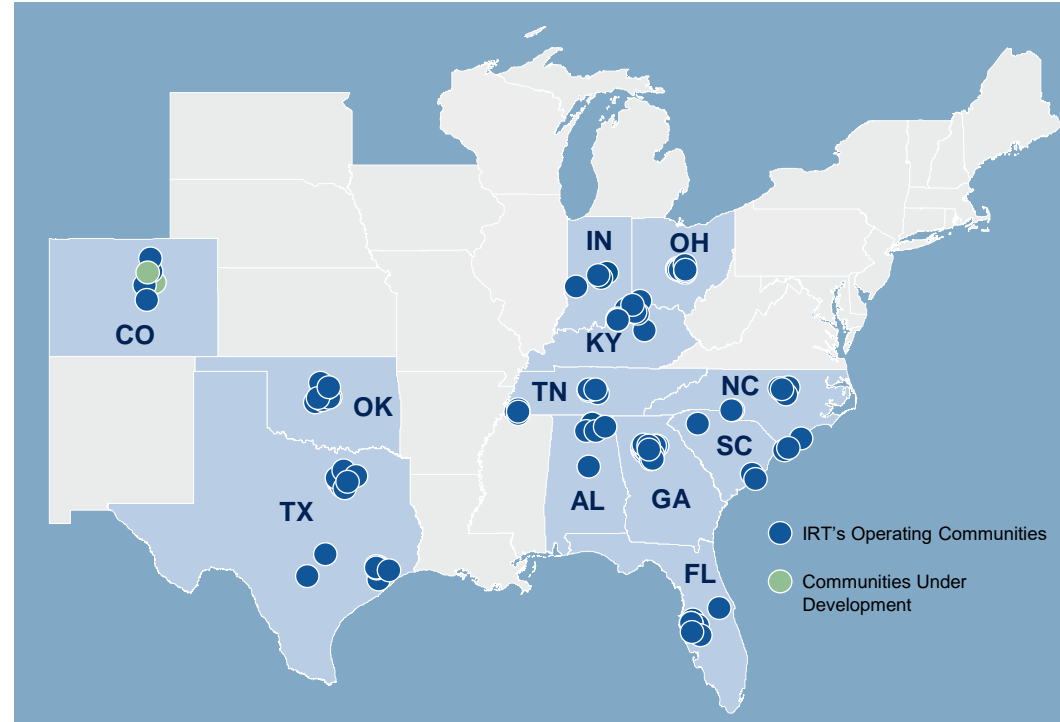 IN
OH
CO
KY
TN
NC
OK
SC
TX
AL
GA
IRT's Operating Communities
FL
Communities Under
Development